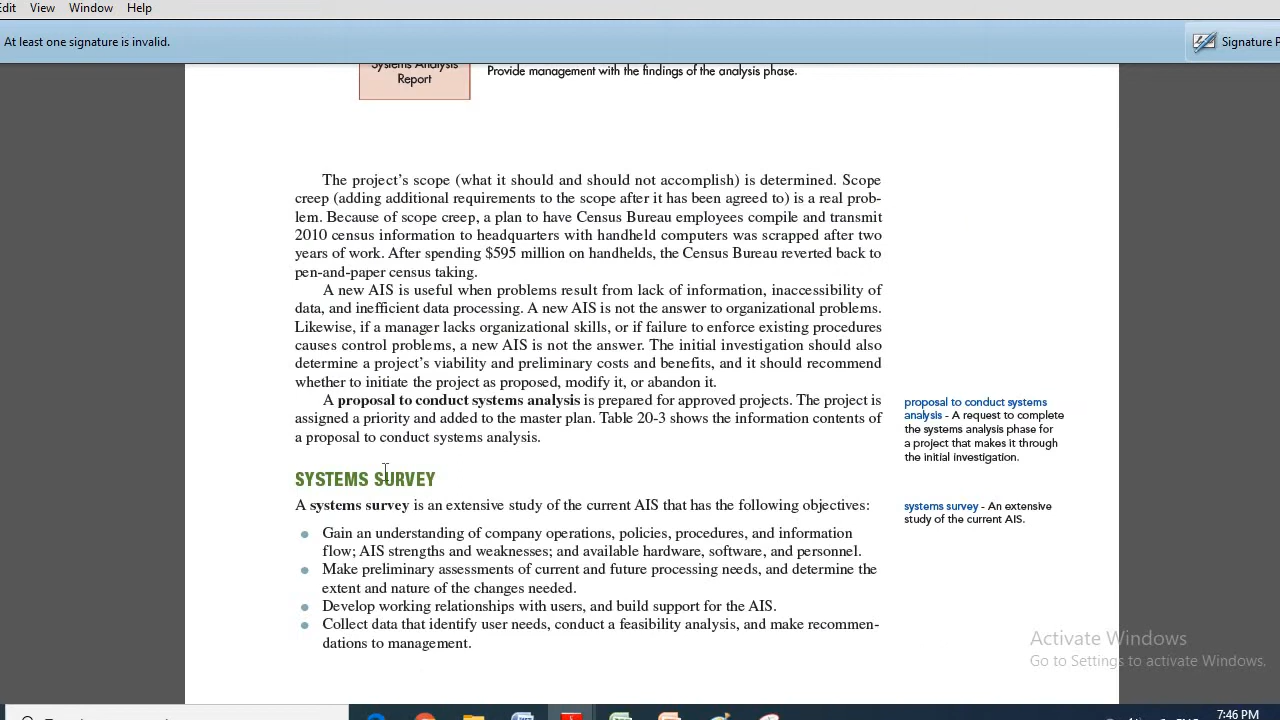 Edit View Window Help
At least one signature is invalid.
Signature P
Systems Analysis
Report
Provide management with the findings of the analysis phase.
The project's scope (what it should and should not accomplish) is determined. Scope
creep (adding additional requirements to the scope after it has been agreed to) is a real prob-
lem. Because of scope creep, a plan to have Census Bureau employees compile and transmit
2010 census information to headquarters with handheld computers was scrapped after two
years of work. After spending $595 million on handhelds, the Census Bureau reverted back to
pen-and-paper census taking.
A new AIS is useful when problems result from lack of information, inaccessibility of
data, and inefficient data processing. A new AIS is not the answer to organizational problems.
Likewise, if a manager lacks organizational skills, or if failure to enforce existing procedures
causes control problems, a new AIS is not the answer. The initial investigation should also
determine a project's viability and preliminary costs and benefits, and it should recommend
whether to initiate the project as proposed, modify it, or abandon it.
A proposal to conduct systems analysis is prepared for approved projects. The project is
assigned a priority and added to the master plan. Table 20-3 shows the information contents of
a proposal to conduct systems analysis.
proposal to conduct systems
analysis - A request to complete
the systems analysis phase for
a project that makes it through
the initial investigation.
SYSTEMS SURVEY
A systems survey is an extensive study of the current AIS that has the following objectives:
systems survey - An extensive
study of the current AIS.
• Gain an understanding of company operations, policies, procedures, and information
flow; AIS strengths and weaknesses; and available hardware, software, and personnel.
• Make preliminary assessments of current and future processing needs, and determine the
extent and nature of the changes needed.
• Develop working relationships with users, and build support for the AIS.
• Collect data that identify user needs, conduct a feasibility analysis, and make recommen-
dations to management.
Activate Windows
Go to Settings to activate Windows.
7:46 PM